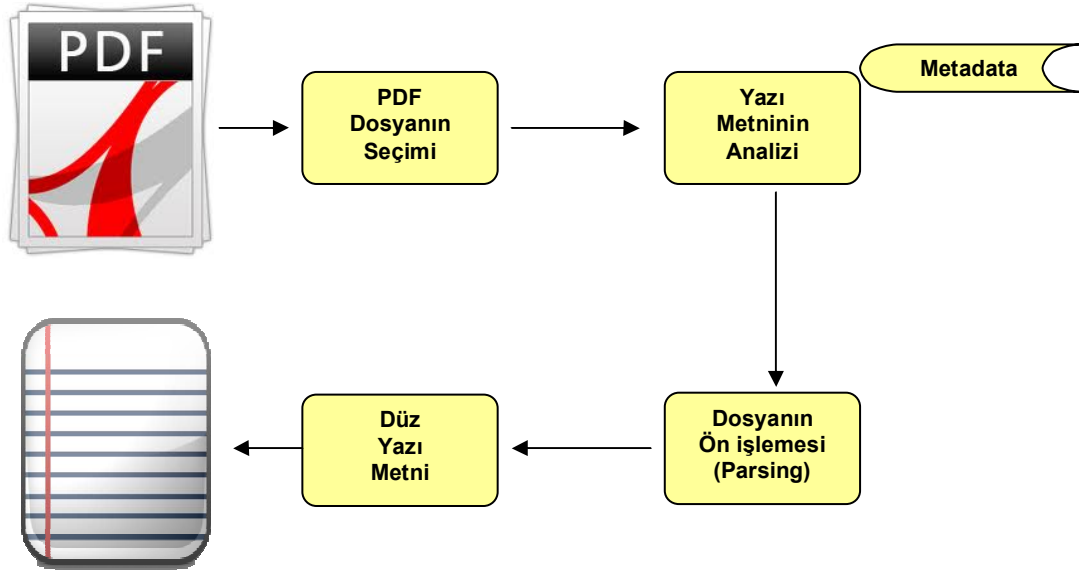 PDF
PDF
Dosyanın
Seçimi
Yazı
Metninin
Analizi
Metadata
Dosyanın
Ön işlemesi
(Parsing)
Düz
Yazı
Metni